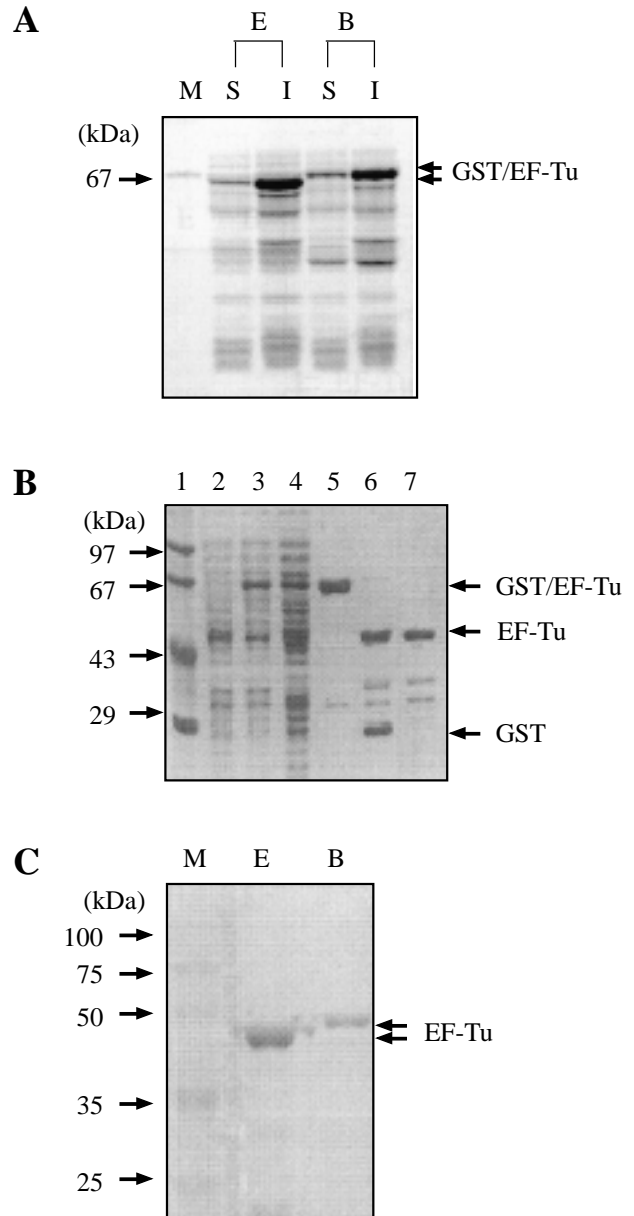 A
E B
M S I S I
(kDa)
67
GST/EF-Tu
B
1 2 3 4 5 6 7
(kDa)
97
67
GST/EF-Tu
EF-Tu
43
29
GST
C
M E B
(kDa)
100
75
50
EF-Tu
35
25